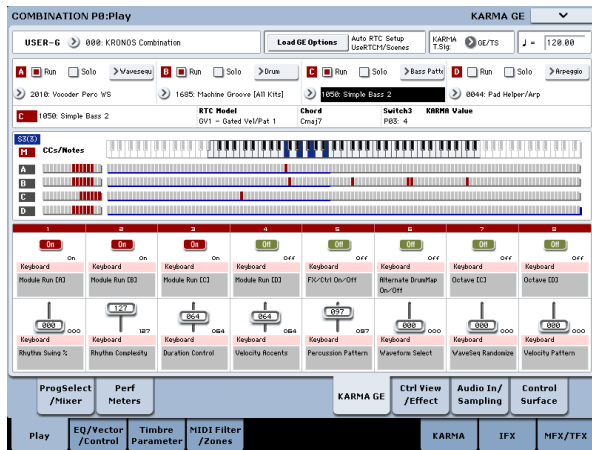 COMBINATION P0:Play KARMA GE
USER-G 000: KRONOS Combination Load GE Options Auto RTC Setup UseRTCM/Scenes KARMA T.Sig: GE/TS ♩ = 120.00
A Run Solo >Wavesequ B Run Solo >Drum C Run Solo >Bass Patte D Run Solo >Arpeggio
2010: Vocoder Perc WS 1685: Machine Groove [All Kits] 1050: Simple Bass 2 0044: Pad Helper/Arp
RTC Model Chord Switch3 KARMA Value
C 1050: Simple Bass 2 GV1 - Gated Vel/Pat 1 Cmaj7 P03: 4
S3(3)
M CCs/Notes
A
B
C
D
1 2 3 4 5 6 7 8
On On On Off Off Off Off Off
On On On Off Off Off Off Off
Keyboard Keyboard Keyboard Keyboard Keyboard Keyboard Keyboard Keyboard
Module Run [A] Module Run [B] Module Run [C] Module Run [D] FX/Ctrl On/Off Alternate DrumMap On/Off Octave [C] Octave [D]
000 127 064 064 097 000 000 000
000 127 064 064 097 000 000 000
Keyboard Keyboard Keyboard Keyboard Keyboard Keyboard Keyboard Keyboard
Rhythm Swing % Rhythm Complexity Duration Control Velocity Accents Percussion Pattern Waveform Select WaveSeq Randomize Velocity Pattern
ProgSelect /Mixer Perf Meters KARMA GE Ctrl View /Effect Audio In/ Sampling Control Surface
Play EQ/Vector /Control Timbre Parameter MIDI Filter /Zones KARMA IFX MFX/TFX